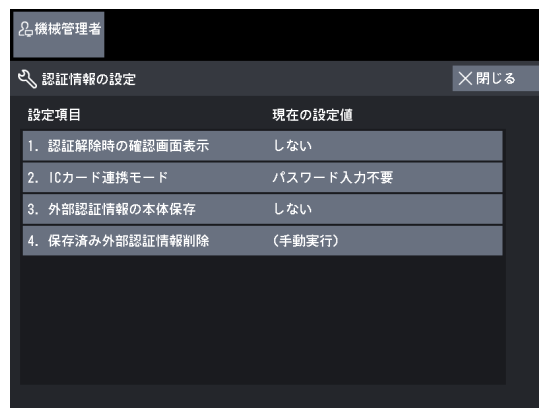 機械管理者
認証情報の設定
閉じる
設定項目 現在の設定値
1. 認証解除時の確認画面表示 しない
2. ICカード連携モード パスワード入力不要
3. 外部認証情報の本体保存 しない
4. 保存済み外部認証情報削除 (手動実行)